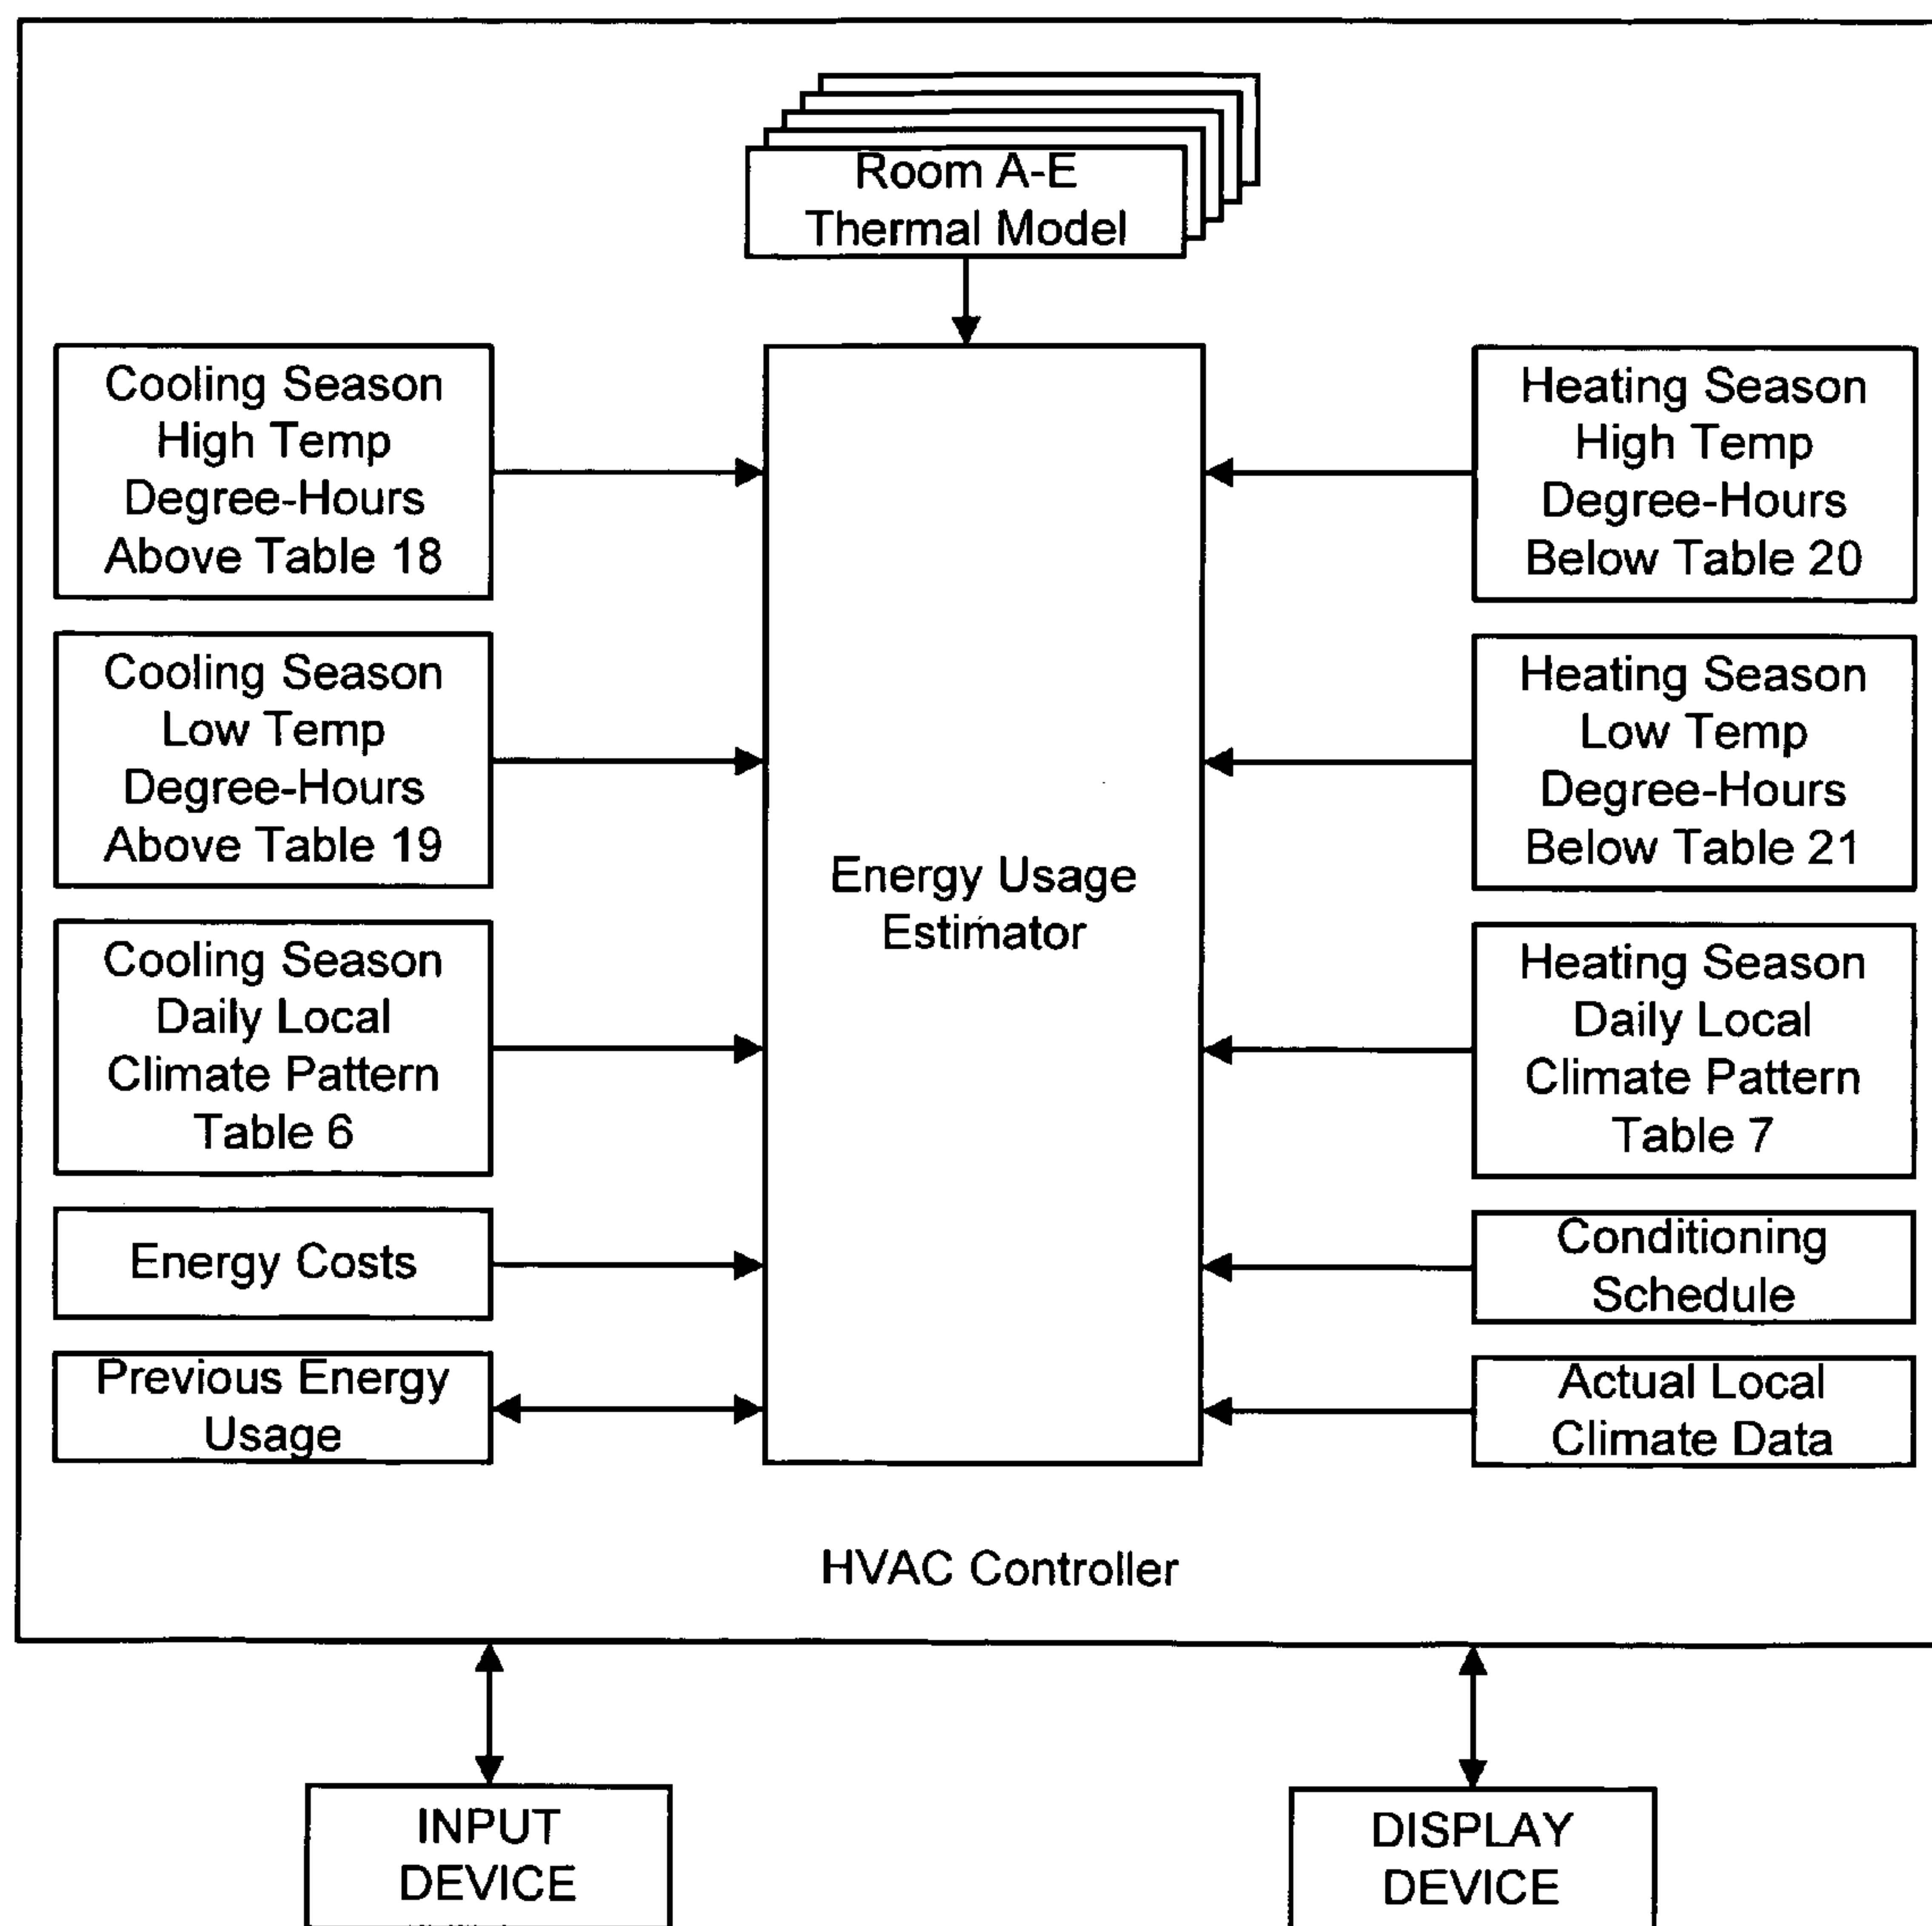 Room A-E
Thermal Model
Cooling Season
High Temp
Degree-Hours
Above Table 18
Cooling Season
Low Temp
Degree-Hours
Above Table 19
Cooling Season
Daily Local
Climate Pattern
Table 6
Energy Costs
Previous Energy
Usage
Energy Usage
Estimator
Heating Season
High Temp
Degree-Hours
Below Table 20
Heating Season
Low Temp
Degree-Hours
Below Table 21
Heating Season
Daily Local
Climate Pattern
Table 7
Conditioning
Schedule
Actual Local
Climate Data
HVAC Controller
INPUT
DEVICE
DISPLAY
DEVICE